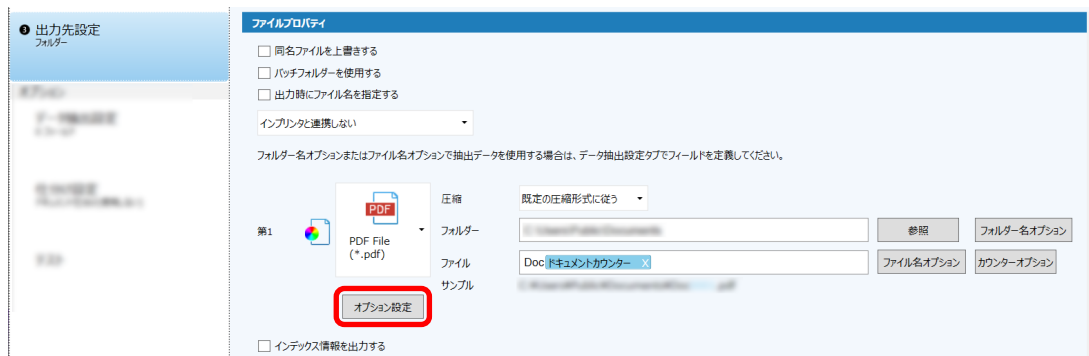 ❸ 出力先設定
フォルダー
ファイルプロパティ
同名ファイルを上書きする
バッチフォルダーを使用する
出力時にファイル名を指定する
インプリンタと連携しない
フォルダー名オプションまたはファイル名オプションで抽出データを使用する場合は、データ抽出設定タブでフィールドを定義してください。
第1
PDF
PDF File
(*.pdf)
圧縮
既定の圧縮形式に従う
フォルダー
参照
フォルダー名オプション
ファイル
Doc ドキュメントカウンター X
ファイル名オプション
カウンターオプション
サンプル
オプション設定
インデックス情報を出力する